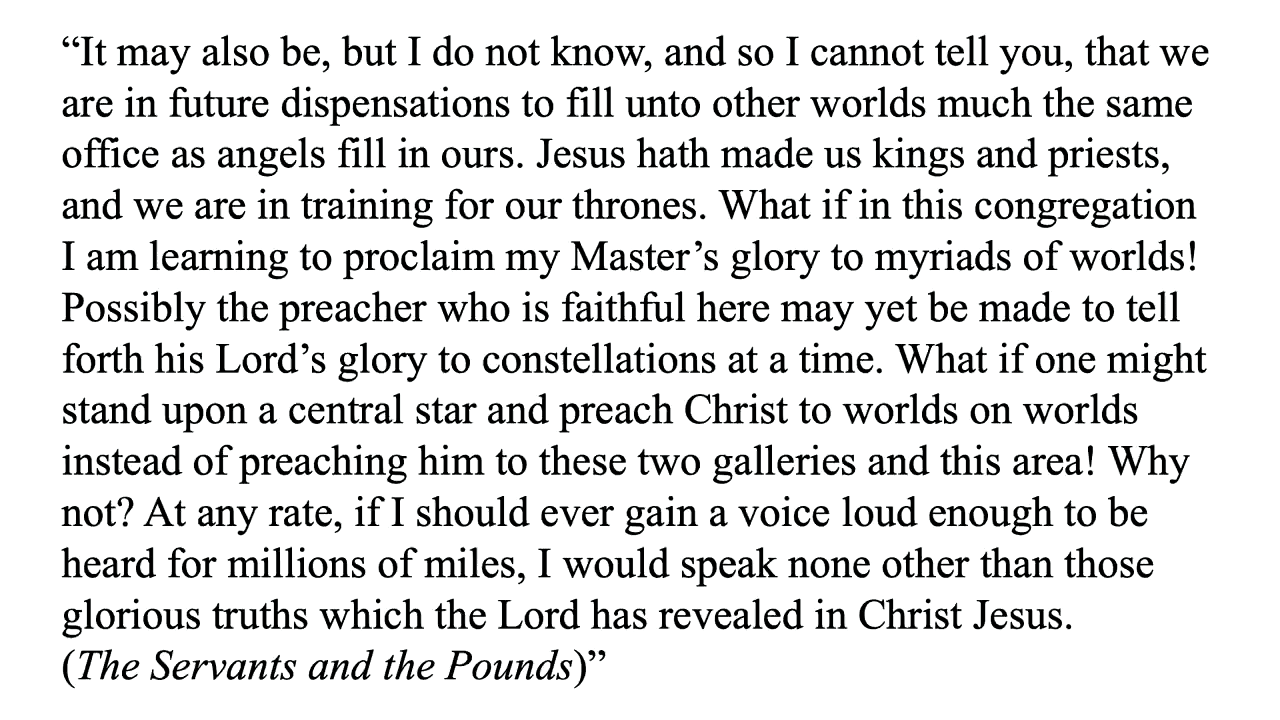 “It may also be, but I do not know, and so I cannot tell you, that we
are in future dispensations to fill unto other worlds much the same
office as angels fill in ours. Jesus hath made us kings and priests,
and we are in training for our thrones. What if in this congregation
I am learning to proclaim my Master’s glory to myriads of worlds!
Possibly the preacher who is faithful here may yet be made to tell
forth his Lord’s glory to constellations at a time. What if one might
stand upon a central star and preach Christ to worlds on worlds
instead of preaching him to these two galleries and this area! Why
not? At any rate, if I should ever gain a voice loud enough to be
heard for millions of miles, I would speak none other than those
glorious truths which the Lord has revealed in Christ Jesus.
(The Servants and the Pounds)”